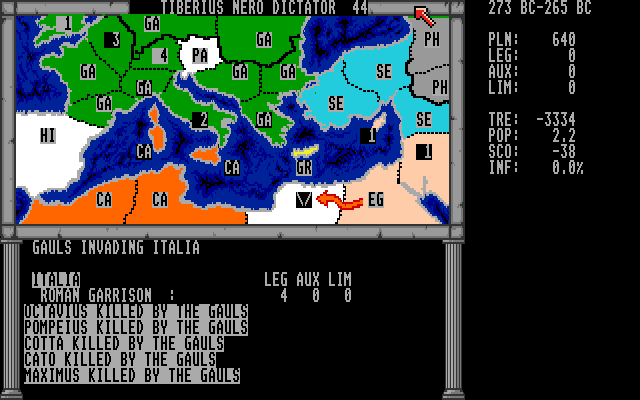 TIBERIUS NERO DICTATOR 44
273 BC-265 BC
1
GA
3
GA
4
PA
GA
PH
GA
GA
GA
GA
SE
PH
GA
SE
2
GA
1
SE
HI
CA
CA
GR
1
CA
CA
EG
PLN: 640
LEG: 0
AUX: 0
LIM: 0
TRE: -3334
POP: 2.2
SCO: -38
INF: 0.0%
GAULS INVADING ITALIA
ITALIA LEG AUX LIM
ROMAN GARRISON : 4 0 0
OCTAVIUS KILLED BY THE GAULS
POMPEIUS KILLED BY THE GAULS
COTTA KILLED BY THE GAULS
CATO KILLED BY THE GAULS
MAXIMUS KILLED BY THE GAULS